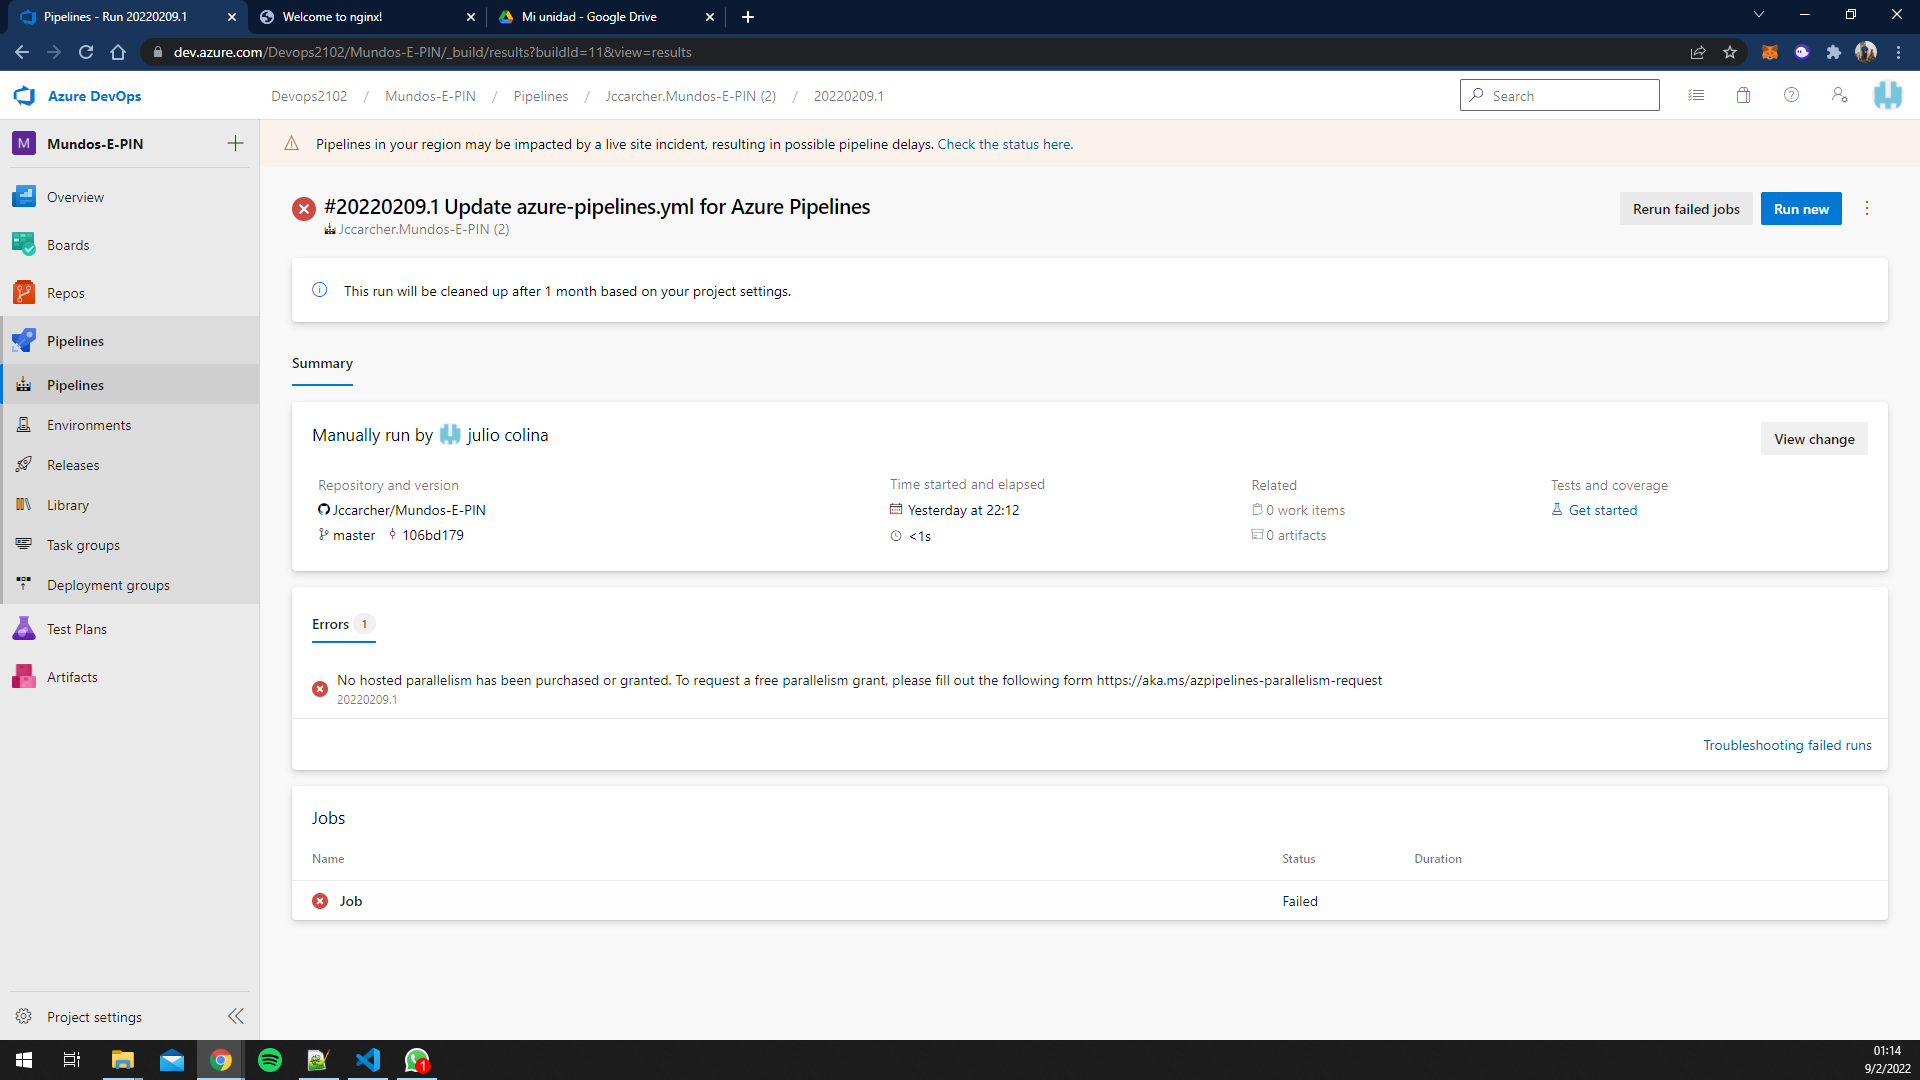 Pipelines - Run 20220209.1
Welcome to nginx!
Mi unidad - Google Drive
dev.azure.com/Devops2102/Mundos-E-PIN/_build/results?buildId=11&view=results
Azure DevOps
Devops2102 / Mundos-E-PIN / Pipelines / Jccarcher.Mundos-E-PIN (2) / 20220209.1
Search
M Mundos-E-PIN
Pipelines in your region may be impacted by a live site incident, resulting in possible pipeline delays. Check the status here.
Overview
Boards
Repos
Pipelines
Pipelines
Environments
Releases
Library
Task groups
Deployment groups
Test Plans
Artifacts
Project settings
#20220209.1 Update azure-pipelines.yml for Azure Pipelines
Jccarcher.Mundos-E-PIN (2)
Rerun failed jobs
Run new
This run will be cleaned up after 1 month based on your project settings.
Summary
Manually run by julio colina
View change
Repository and version
Jccarcher/Mundos-E-PIN
master 106bd179
Time started and elapsed
Yesterday at 22:12
<1s
Related
0 work items
0 artifacts
Tests and coverage
Get started
Errors 1
No hosted parallelism has been purchased or granted. To request a free parallelism grant, please fill out the following form https://aka.ms/azpipelines-parallelism-request
20220209.1
Troubleshooting failed runs
Jobs
Name Status Duration
Job Failed
1
01:14
9/2/2022